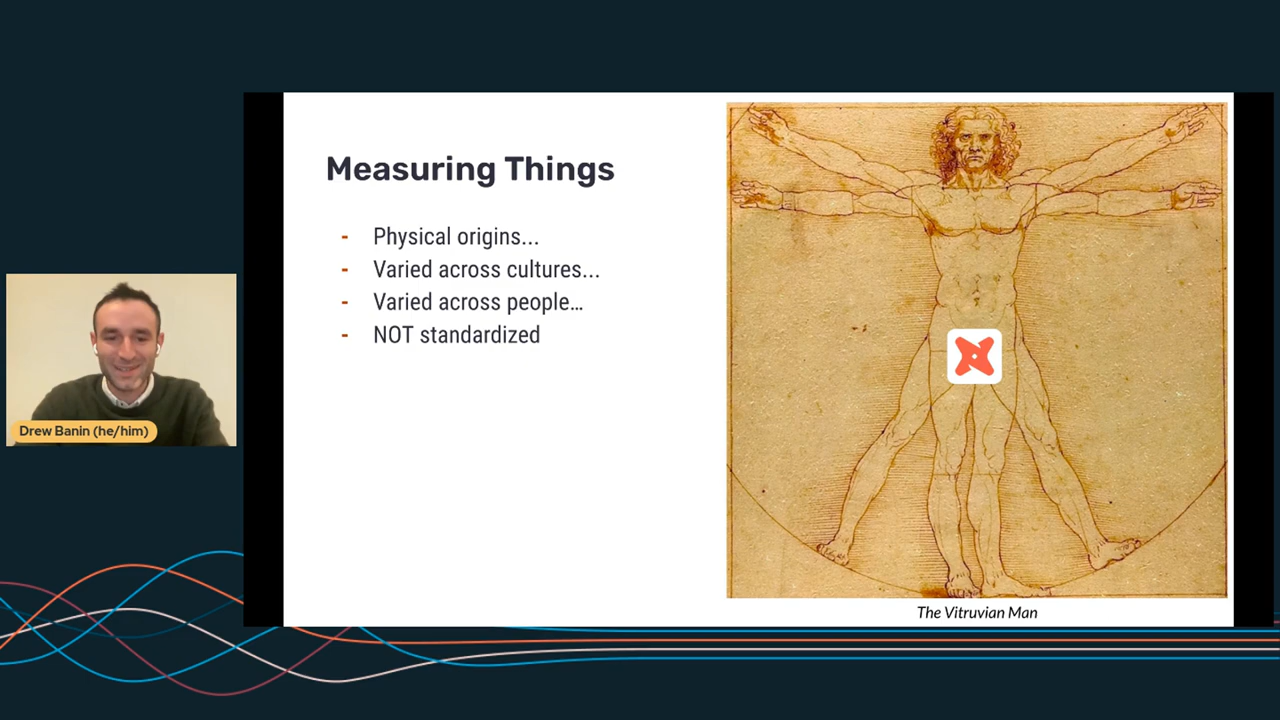 Measuring Things
- Physical origins...
- Varied across cultures...
- Varied across people…
- NOT standardized
Drew Banin (he/him)
The Vitruvian Man